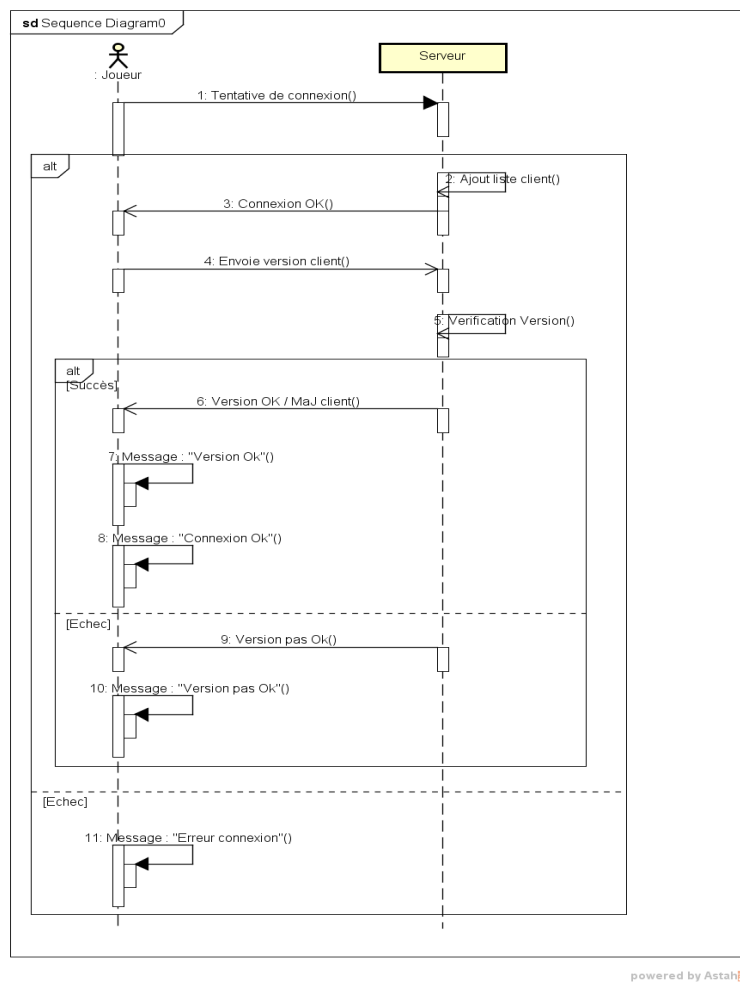 sd Sequence Diagram0
: Joueur
Serveur
1: Tentative de connexion()
alt
2: Ajout liste client()
3: Connexion OK()
4: Envoie version client()
5: Verification Version()
alt
[Succès]
6: Version OK / MaJ client()
7: Message : "Version Ok"()
8: Message : "Connexion Ok"()
[Echec]
9: Version pas Ok()
10: Message : "Version pas Ok"()
[Echec]
11: Message : "Erreur connexion"()
powered by Astah